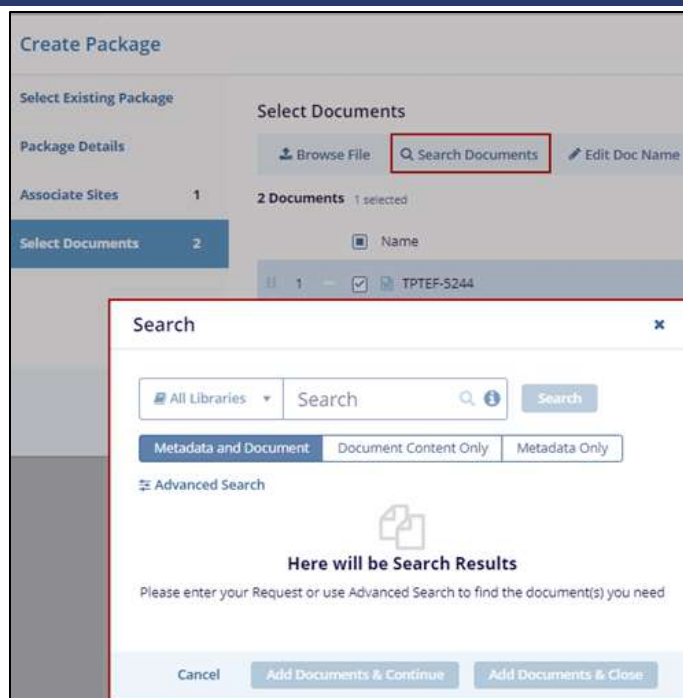 Create Package
Select Existing Package
Package Details
Associate Sites 1
Select Documents 2
Select Documents
Browse File Search Documents Edit Doc Name
2 Documents 1 selected
Name
1 TPTEF-5244
Search
All Libraries Search Search
Metadata and Document Document Content Only Metadata Only
Advanced Search
Here will be Search Results
Please enter your Request or use Advanced Search to find the document(s) you need
Cancel Add Documents & Continue Add Documents & Close